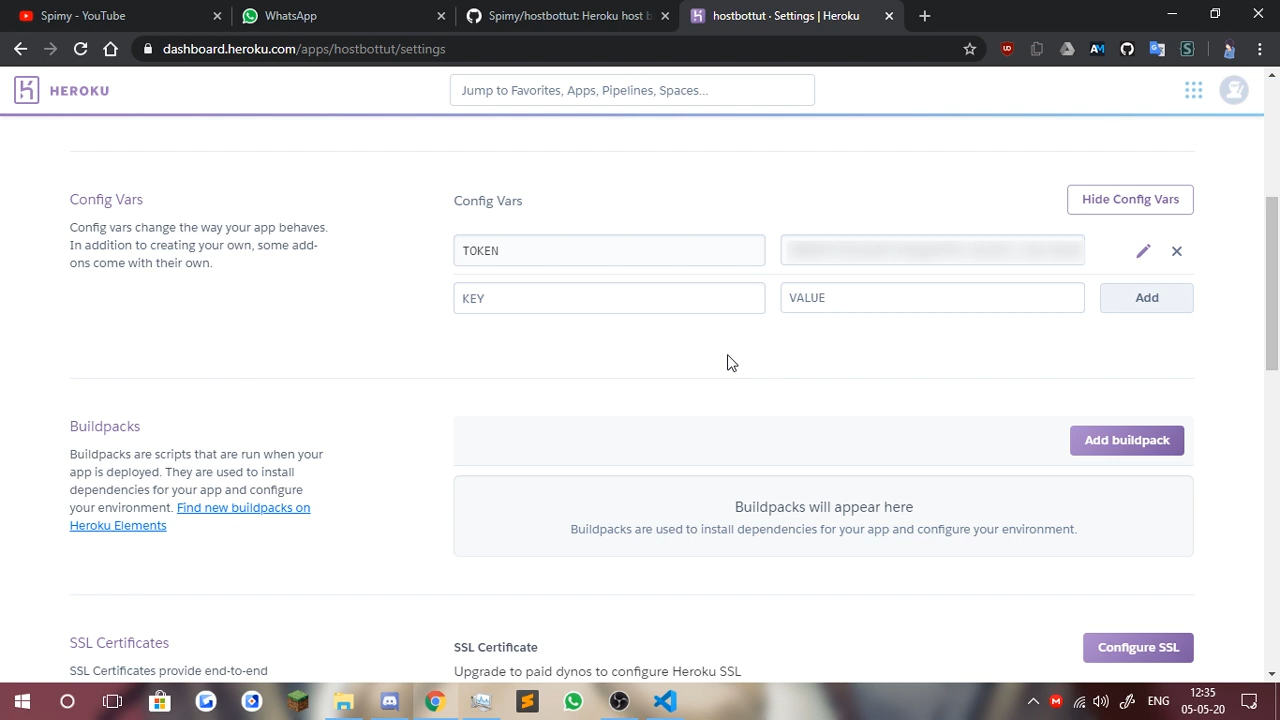 Spimy - YouTube
WhatsApp
Spimy/hostbottut: Heroku host b
hostbottut · Settings | Heroku
dashboard.heroku.com/apps/hostbottut/settings
HEROKU
Jump to Favorites, Apps, Pipelines, Spaces...
Config Vars
Config vars change the way your app behaves.
In addition to creating your own, some add-
ons come with their own.
Config Vars
Hide Config Vars
TOKEN
KEY
VALUE
Add
Buildpacks
Buildpacks are scripts that are run when your
app is deployed. They are used to install
dependencies for your app and configure
your environment. Find new buildpacks on
Heroku Elements
Add buildpack
Buildpacks will appear here
Buildpacks are used to install dependencies for your app and configure your environment.
SSL Certificates
SSL Certificates provide end-to-end
SSL Certificate
Upgrade to paid dynos to configure Heroku SSL
Configure SSL
ENG
12:35
05-05-20